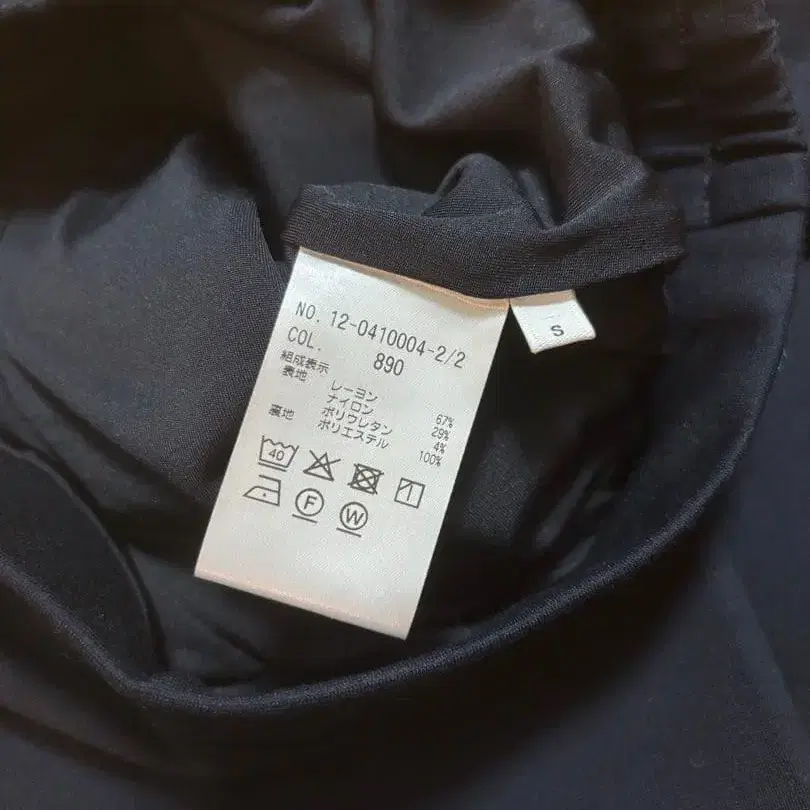 NO. 12-0410004-2/2
COL. 890
組成表示
表地 レーヨン 67%
ナイロン 29%
ポリウレタン 4%
裏地 ポリエステル 100%
40
F W
S